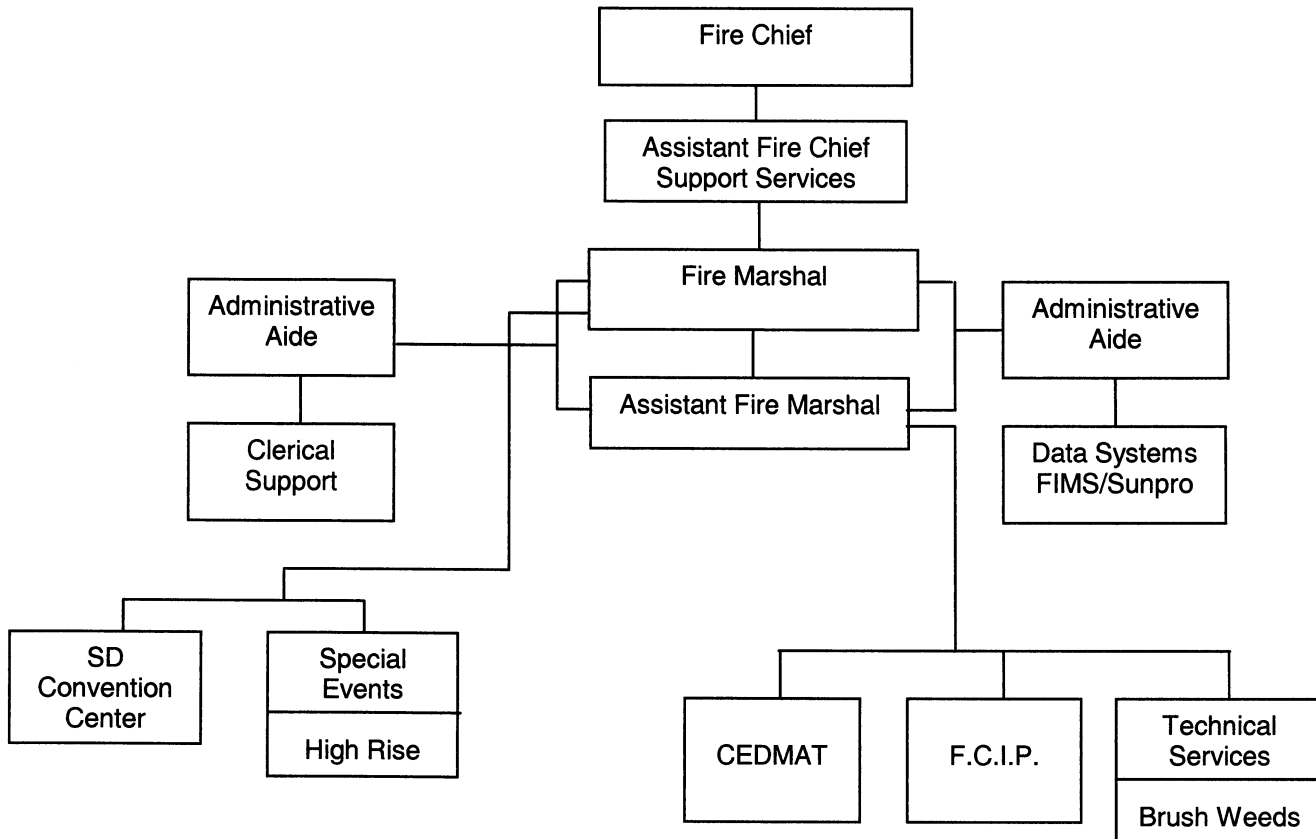 Fire Chief
Assistant Fire Chief
Support Services
Fire Marshal
Administrative
Aide
Administrative
Aide
Assistant Fire Marshal
Clerical
Support
Data Systems
FIMS/Sunpro
SD
Convention
Center
Special
Events
High Rise
CEDMAT
F.C.I.P.
Technical
Services
Brush Weeds